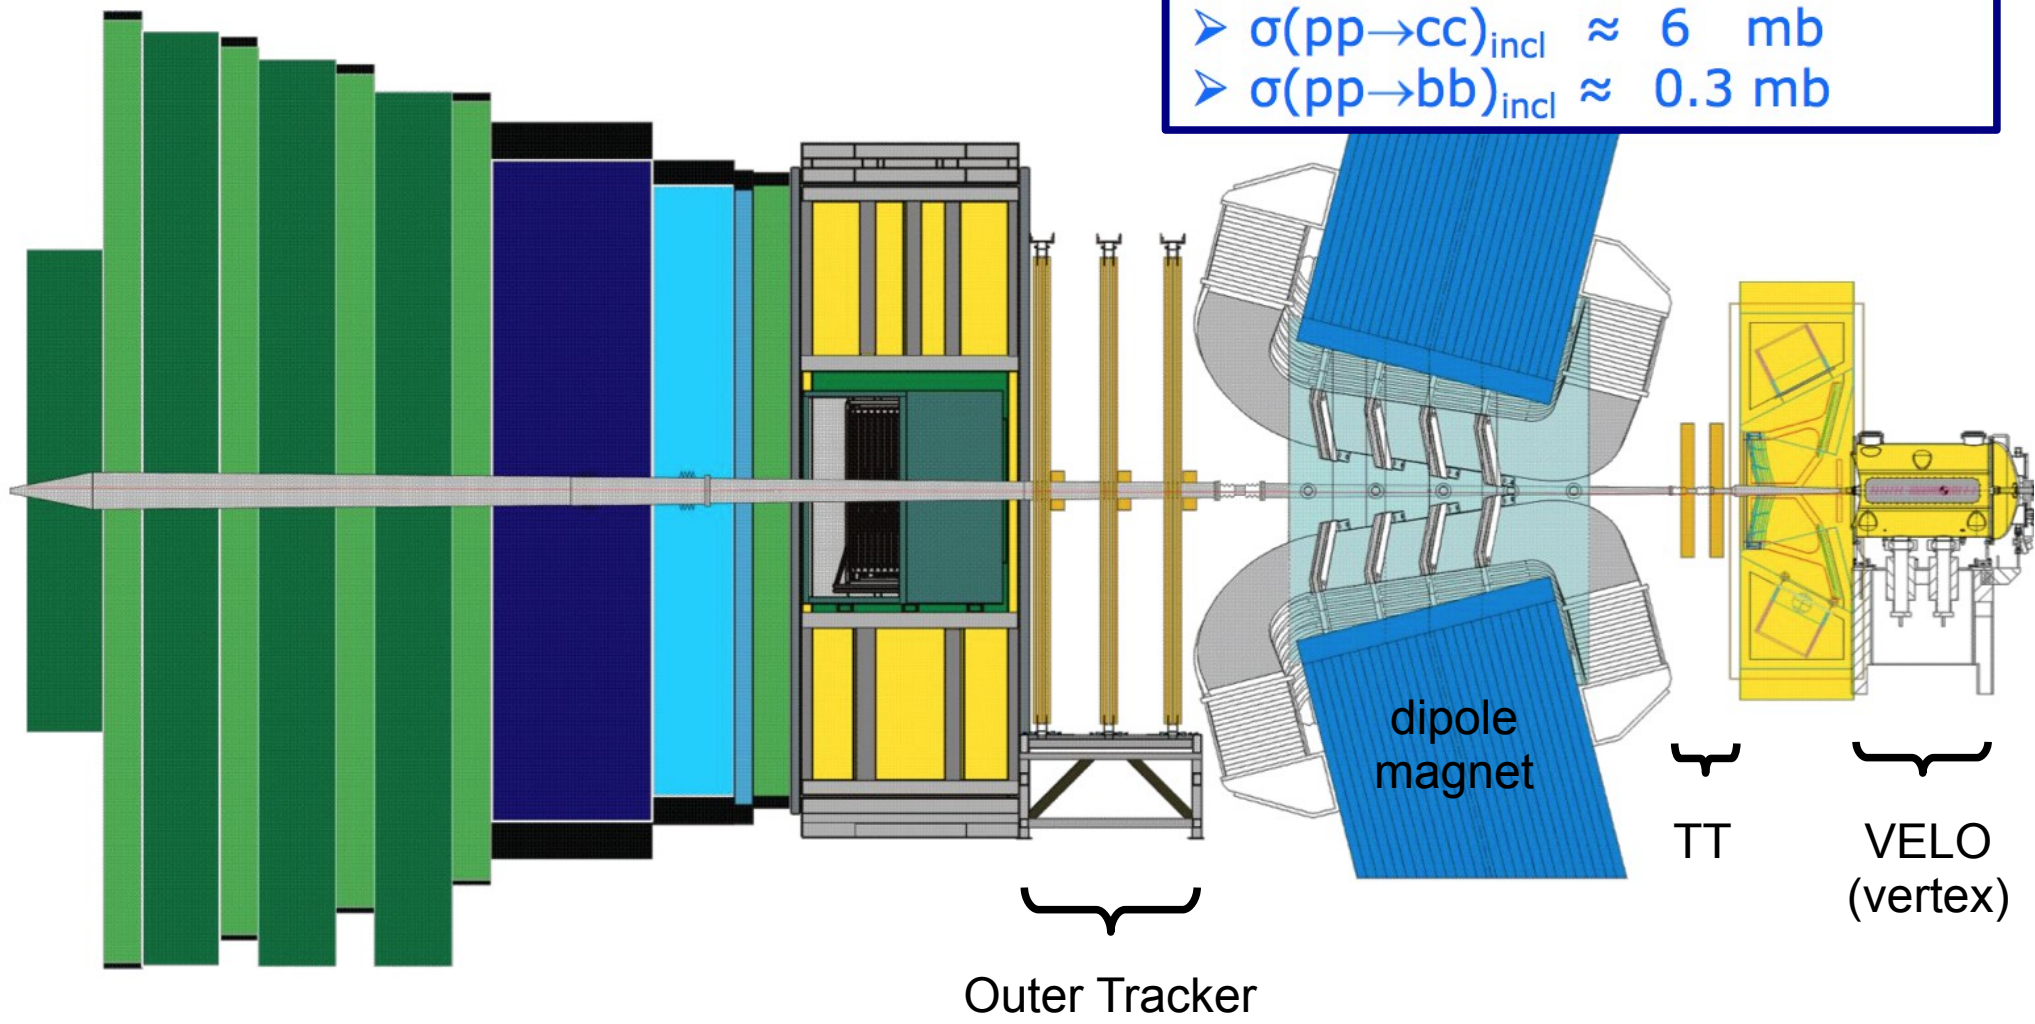 ➢ σ(pp→cc)incl ≈ 6 mb
➢ σ(pp→bb)incl ≈ 0.3 mb
dipole
magnet
TT
VELO
(vertex)
Outer Tracker